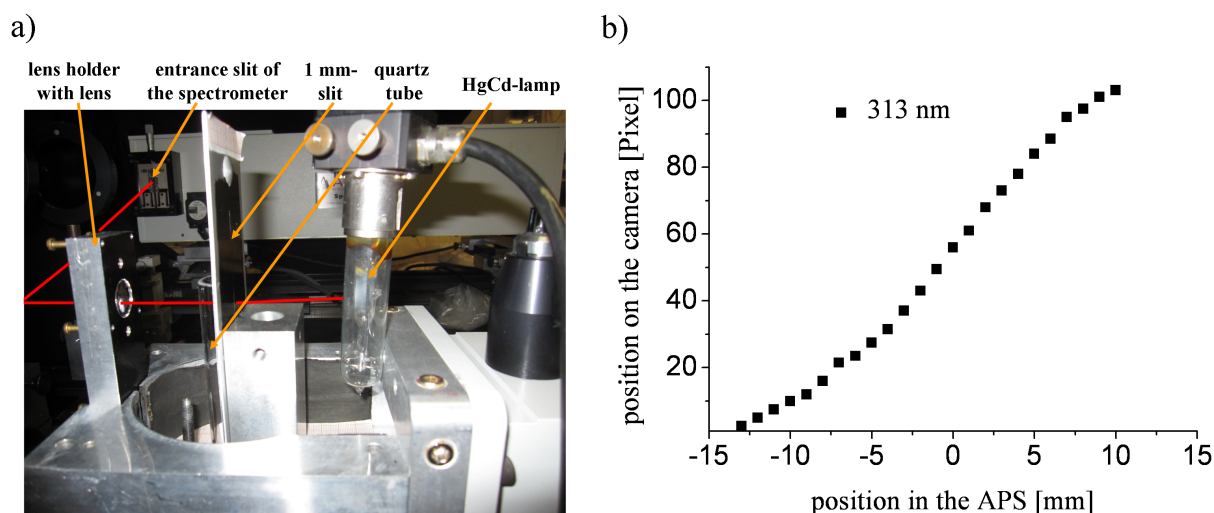 a)
lens holder
with lens
entrance slit of
the spectrometer
1 mm-
slit
quartz
tube
HgCd-lamp
b)
313 nm
position on the camera [Pixel]
100
80
60
40
20
-15
-10
-5
0
5
10
15
position in the APS [mm]